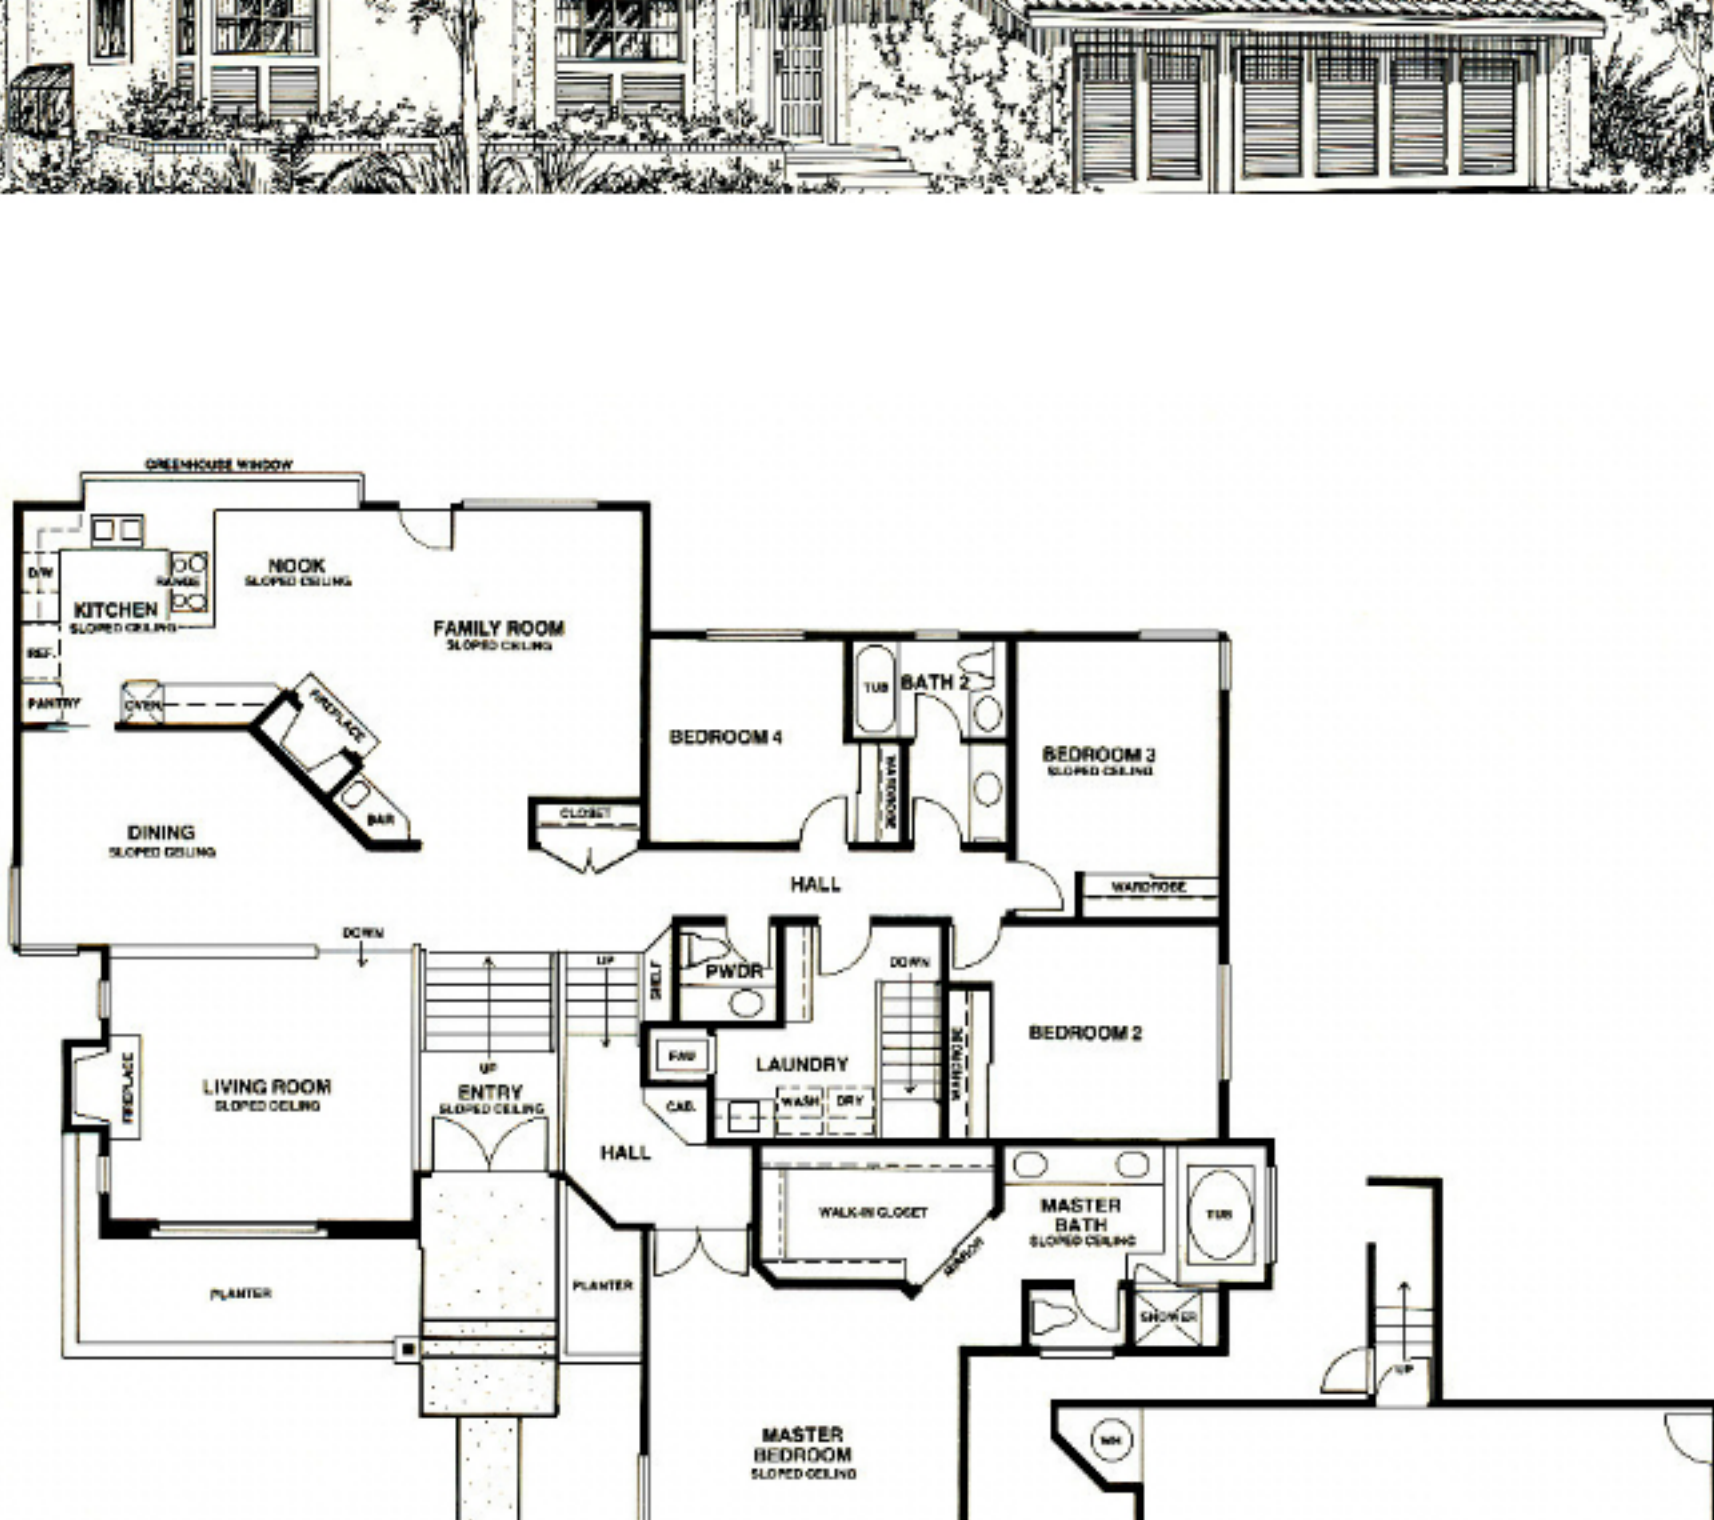 GREENHOUSE WINDOW
NOOK
SLOPED CEILING
D/W
RANGE
KITCHEN
SLOPED CEILING
FAMILY ROOM
SLOPED CEILING
REF.
PANTRY
OVEN
FIREPLACE
BAR
TUB
BATH 2
BEDROOM 4
WARDROBE
BEDROOM 3
SLOPED CEILING
CLOSET
DINING
SLOPED CEILING
HALL
WARDROBE
DOWN
UP
SHELF
PWDR
DOWN
FAU
LAUNDRY
WASH
DRY
WARDROBE
BEDROOM 2
FIREPLACE
LIVING ROOM
SLOPED CEILING
UP
ENTRY
SLOPED CEILING
CAB.
HALL
WALK-IN CLOSET
MIRROR
MASTER
BATH
SLOPED CEILING
TUB
PLANTER
PLANTER
SHOWER
UP
MASTER
BEDROOM
SLOPED CEILING
WH